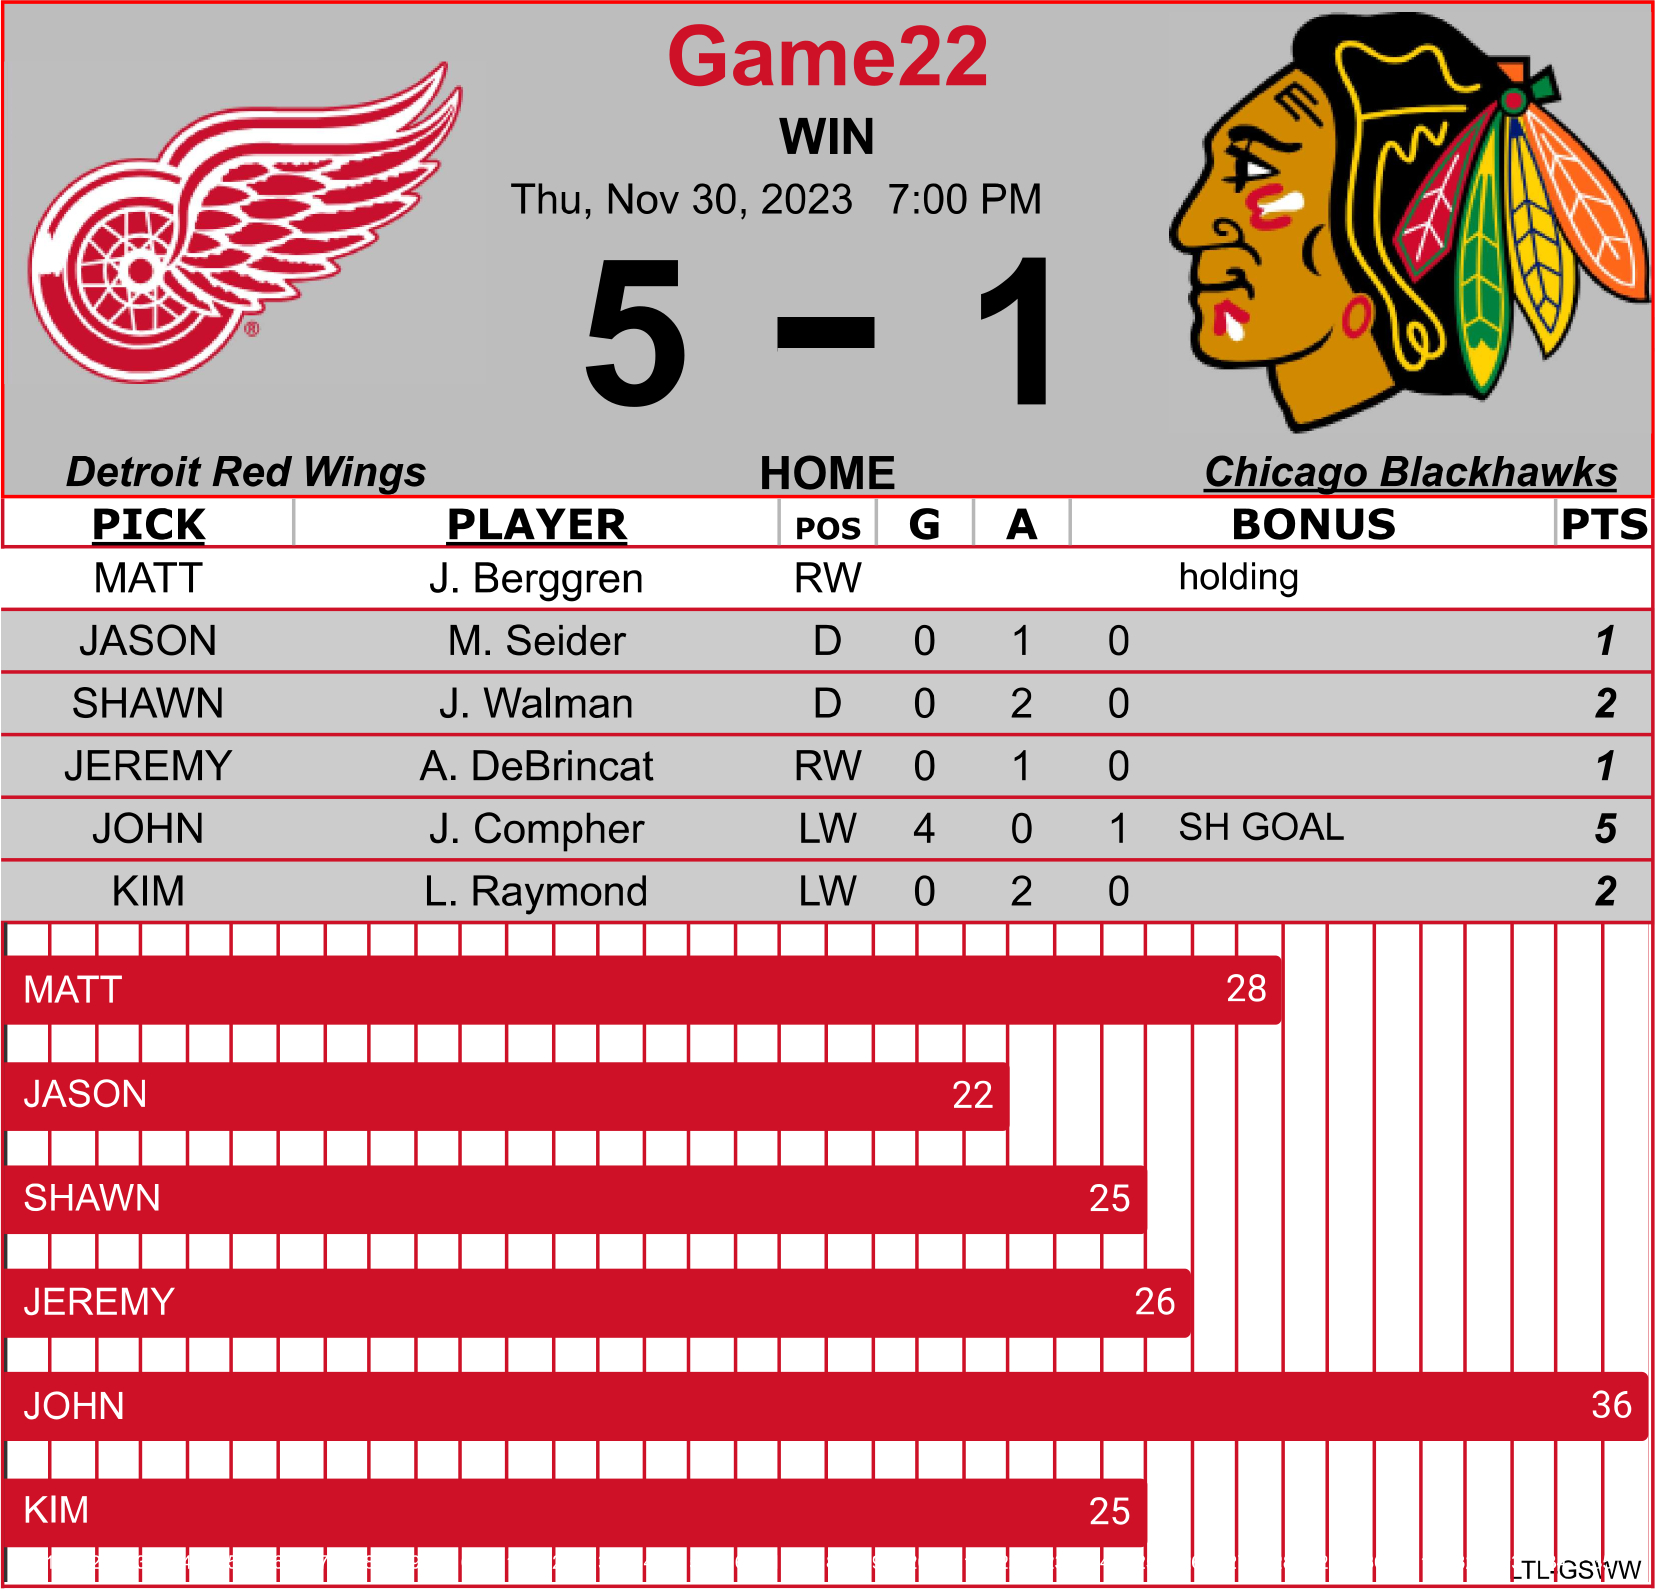 Game22
WIN
Thu, Nov 30, 2023 7:00 PM
5 – 1
®
Detroit Red Wings HOME Chicago Blackhawks
PICK PLAYER POS G A BONUS PTS
MATT J. Berggren RW holding
JASON M. Seider D 0 1 0 1
SHAWN J. Walman D 0 2 0 2
JEREMY A. DeBrincat RW 0 1 0 1
JOHN J. Compher LW 4 0 1 SH GOAL 5
KIM L. Raymond LW 0 2 0 2
MATT 28
JASON 22
SHAWN 25
JEREMY 26
JOHN 36
KIM 25
LTL-GSWW